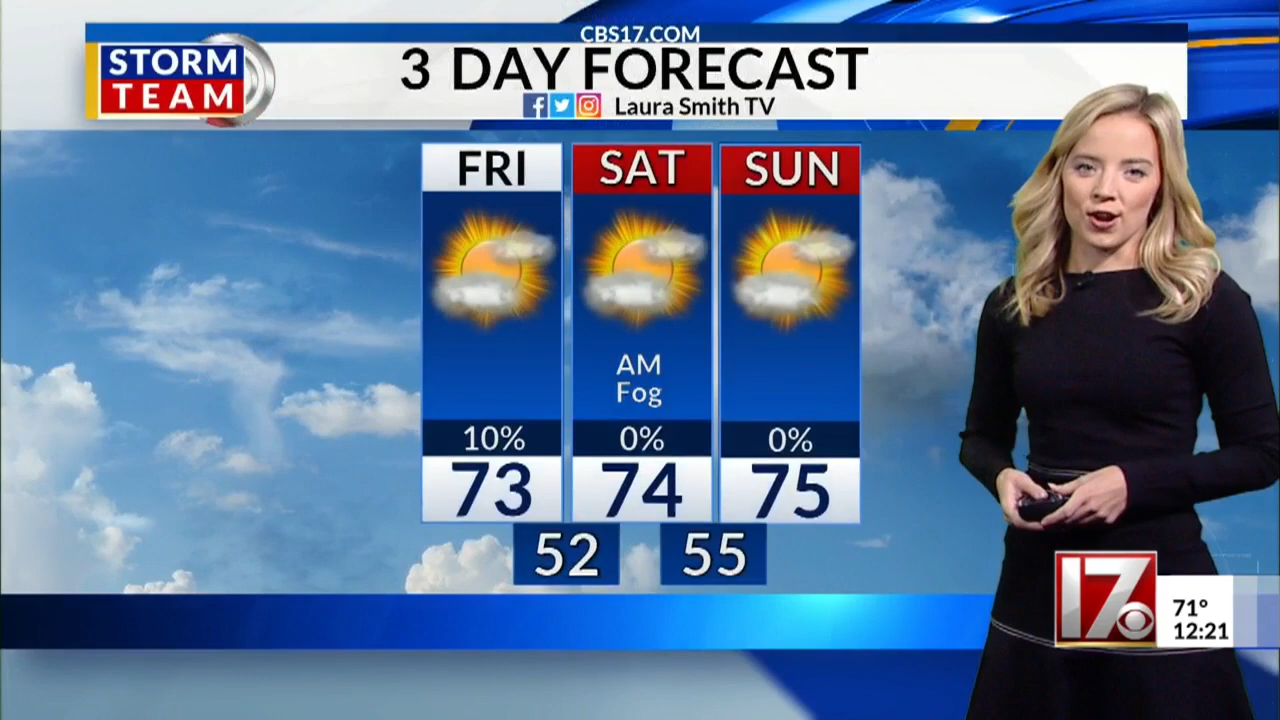 CBS17.COM
STORM
TEAM
3 DAY FORECAST
Laura Smith TV
FRI
SAT
SUN
AM
Fog
10%
0%
0%
73
74
75
52
55
17
71°
12:21